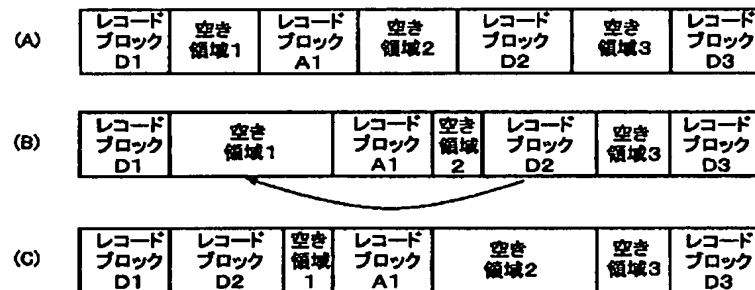 (A)
レコード
ブロック
D1
空き
領域1
レコード
ブロック
A1
空き
領域2
レコード
ブロック
D2
空き
領域3
レコード
ブロック
D3
(B)
レコード
ブロック
D1
空き
領域1
レコード
ブロック
A1
空き
領域
2
レコード
ブロック
D2
空き
領域3
レコード
ブロック
D3
(C)
レコード
ブロック
D1
レコード
ブロック
D2
空き
領域
1
レコード
ブロック
A1
空き
領域2
空き
領域3
レコード
ブロック
D3